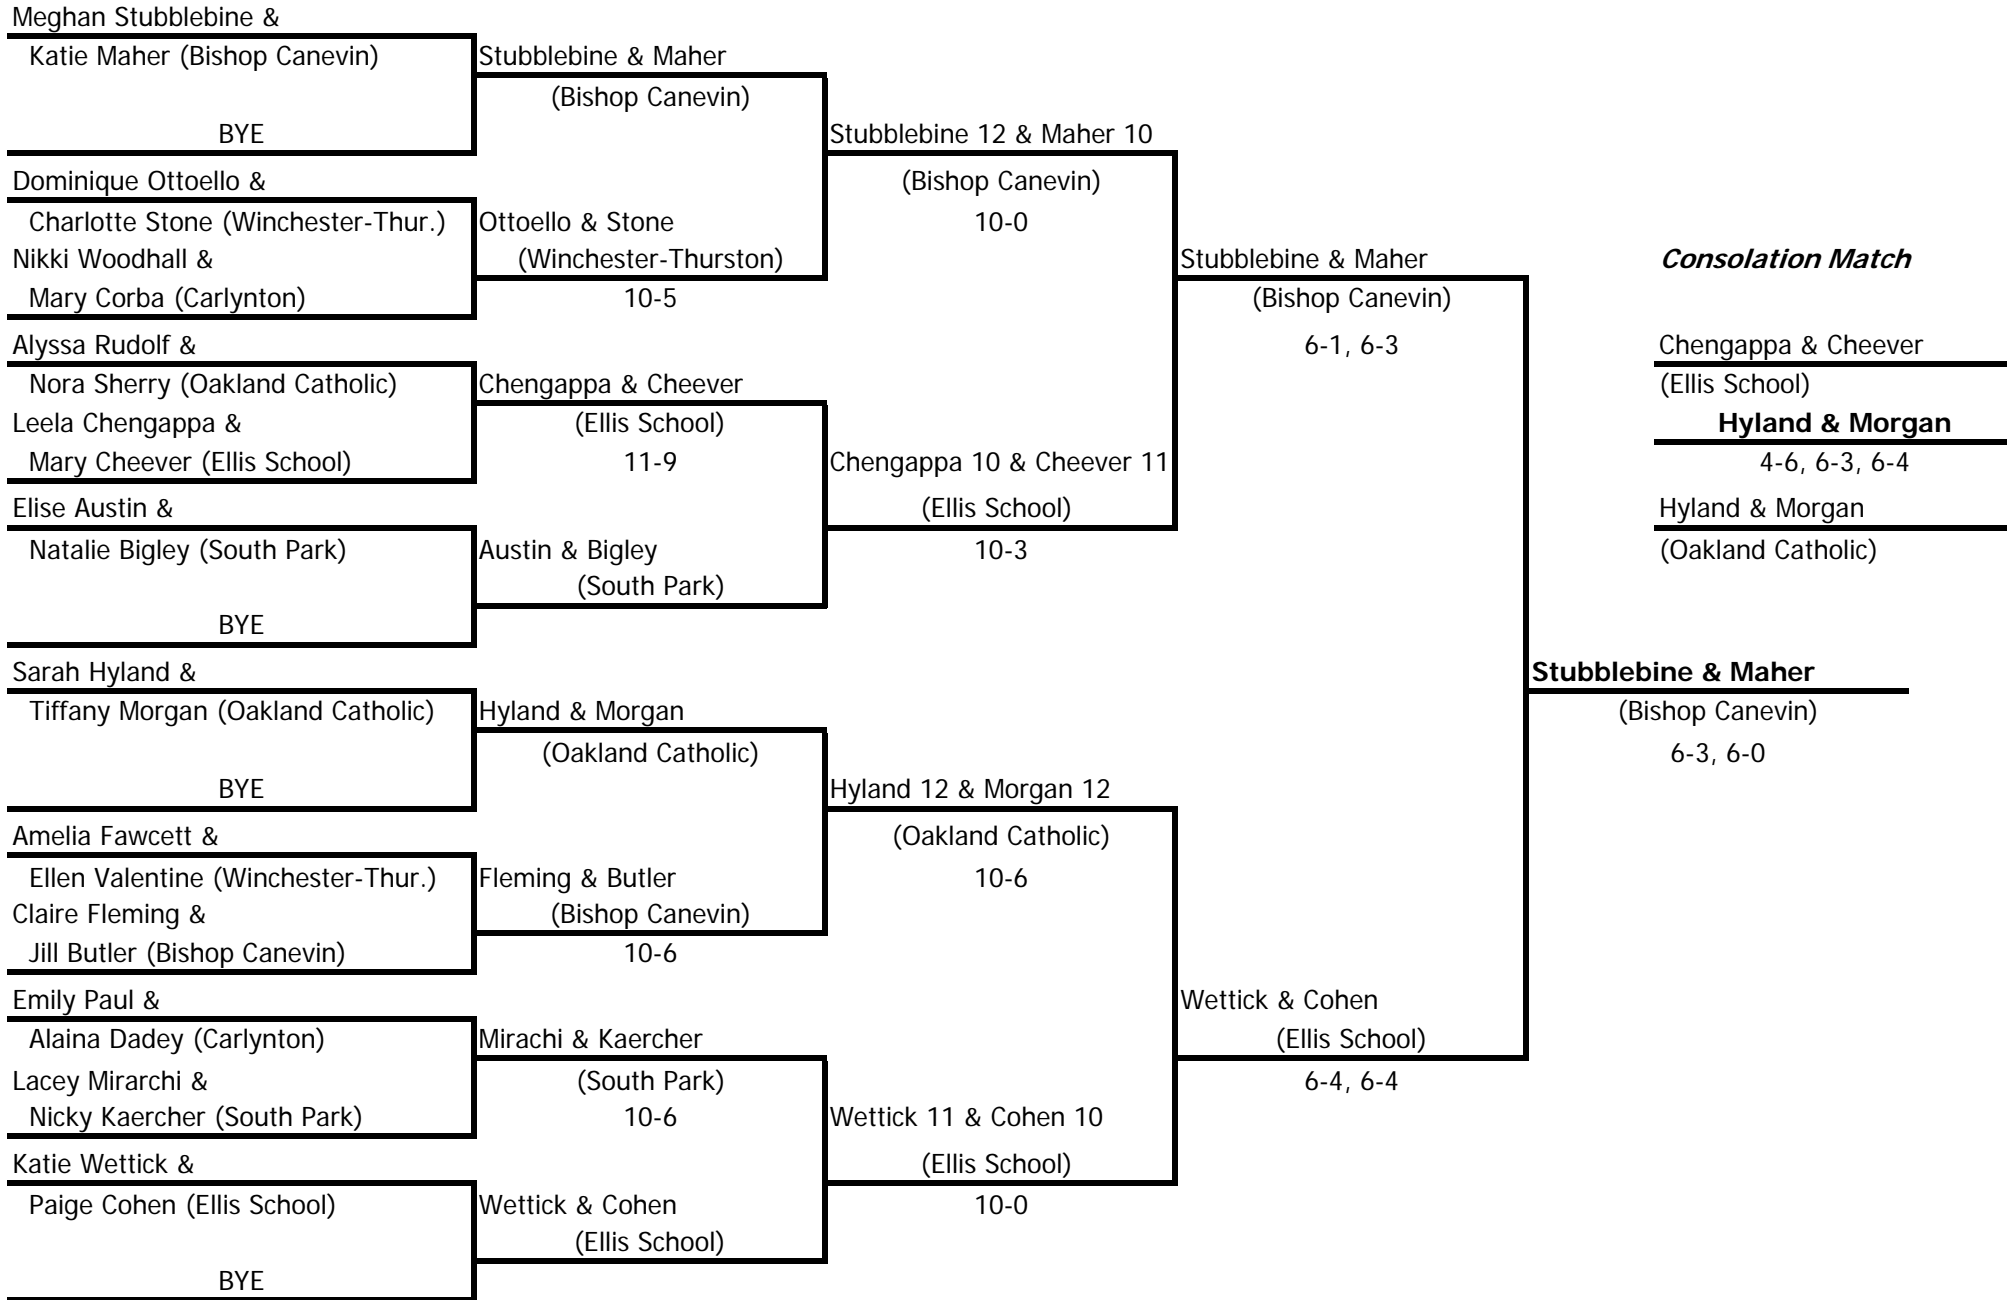 Meghan Stubblebine &
Katie Maher (Bishop Canevin)
BYE
Dominique Ottoello &
Charlotte Stone (Winchester-Thur.)
Nikki Woodhall &
Mary Corba (Carlynton)
Alyssa Rudolf &
Nora Sherry (Oakland Catholic)
Leela Chengappa &
Mary Cheever (Ellis School)
Elise Austin &
Natalie Bigley (South Park)
BYE
Sarah Hyland &
Tiffany Morgan (Oakland Catholic)
BYE
Amelia Fawcett &
Ellen Valentine (Winchester-Thur.)
Claire Fleming &
Jill Butler (Bishop Canevin)
Emily Paul &
Alaina Dadey (Carlynton)
Lacey Mirarchi &
Nicky Kaercher (South Park)
Katie Wettick &
Paige Cohen (Ellis School)
BYE
Stubblebine & Maher
(Bishop Canevin)
Ottoello & Stone
(Winchester-Thurston)
10-5
Chengappa & Cheever
(Ellis School)
11-9
Austin & Bigley
(South Park)
Hyland & Morgan
(Oakland Catholic)
Fleming & Butler
(Bishop Canevin)
10-6
Mirachi & Kaercher
(South Park)
10-6
Wettick & Cohen
(Ellis School)
Stubblebine 12 & Maher 10
(Bishop Canevin)
10-0
Chengappa 10 & Cheever 11
(Ellis School)
10-3
Hyland 12 & Morgan 12
(Oakland Catholic)
10-6
Wettick 11 & Cohen 10
(Ellis School)
10-0
Stubblebine & Maher
(Bishop Canevin)
6-1, 6-3
Wettick & Cohen
(Ellis School)
6-4, 6-4
Stubblebine & Maher
(Bishop Canevin)
6-3, 6-0
Consolation Match
Chengappa & Cheever
(Ellis School)
Hyland & Morgan
4-6, 6-3, 6-4
Hyland & Morgan
(Oakland Catholic)